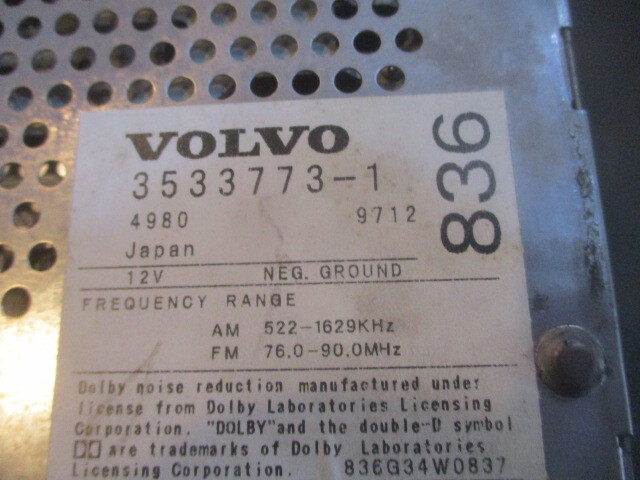 VOLVO
3533773-1
836
4980 9712
Japan
12V NEG. GROUND
FREQUENCY RANGE
AM 522-1629KHz
FM 76.0-90.0MHz
Dolby noise reduction manufactured under
license from Dolby Laboratories Licensing
Corporation. "DOLBY"and the double-D symbol
are trademarks of Dolby Laboratories
Licensing Corporation. 836G34W0837